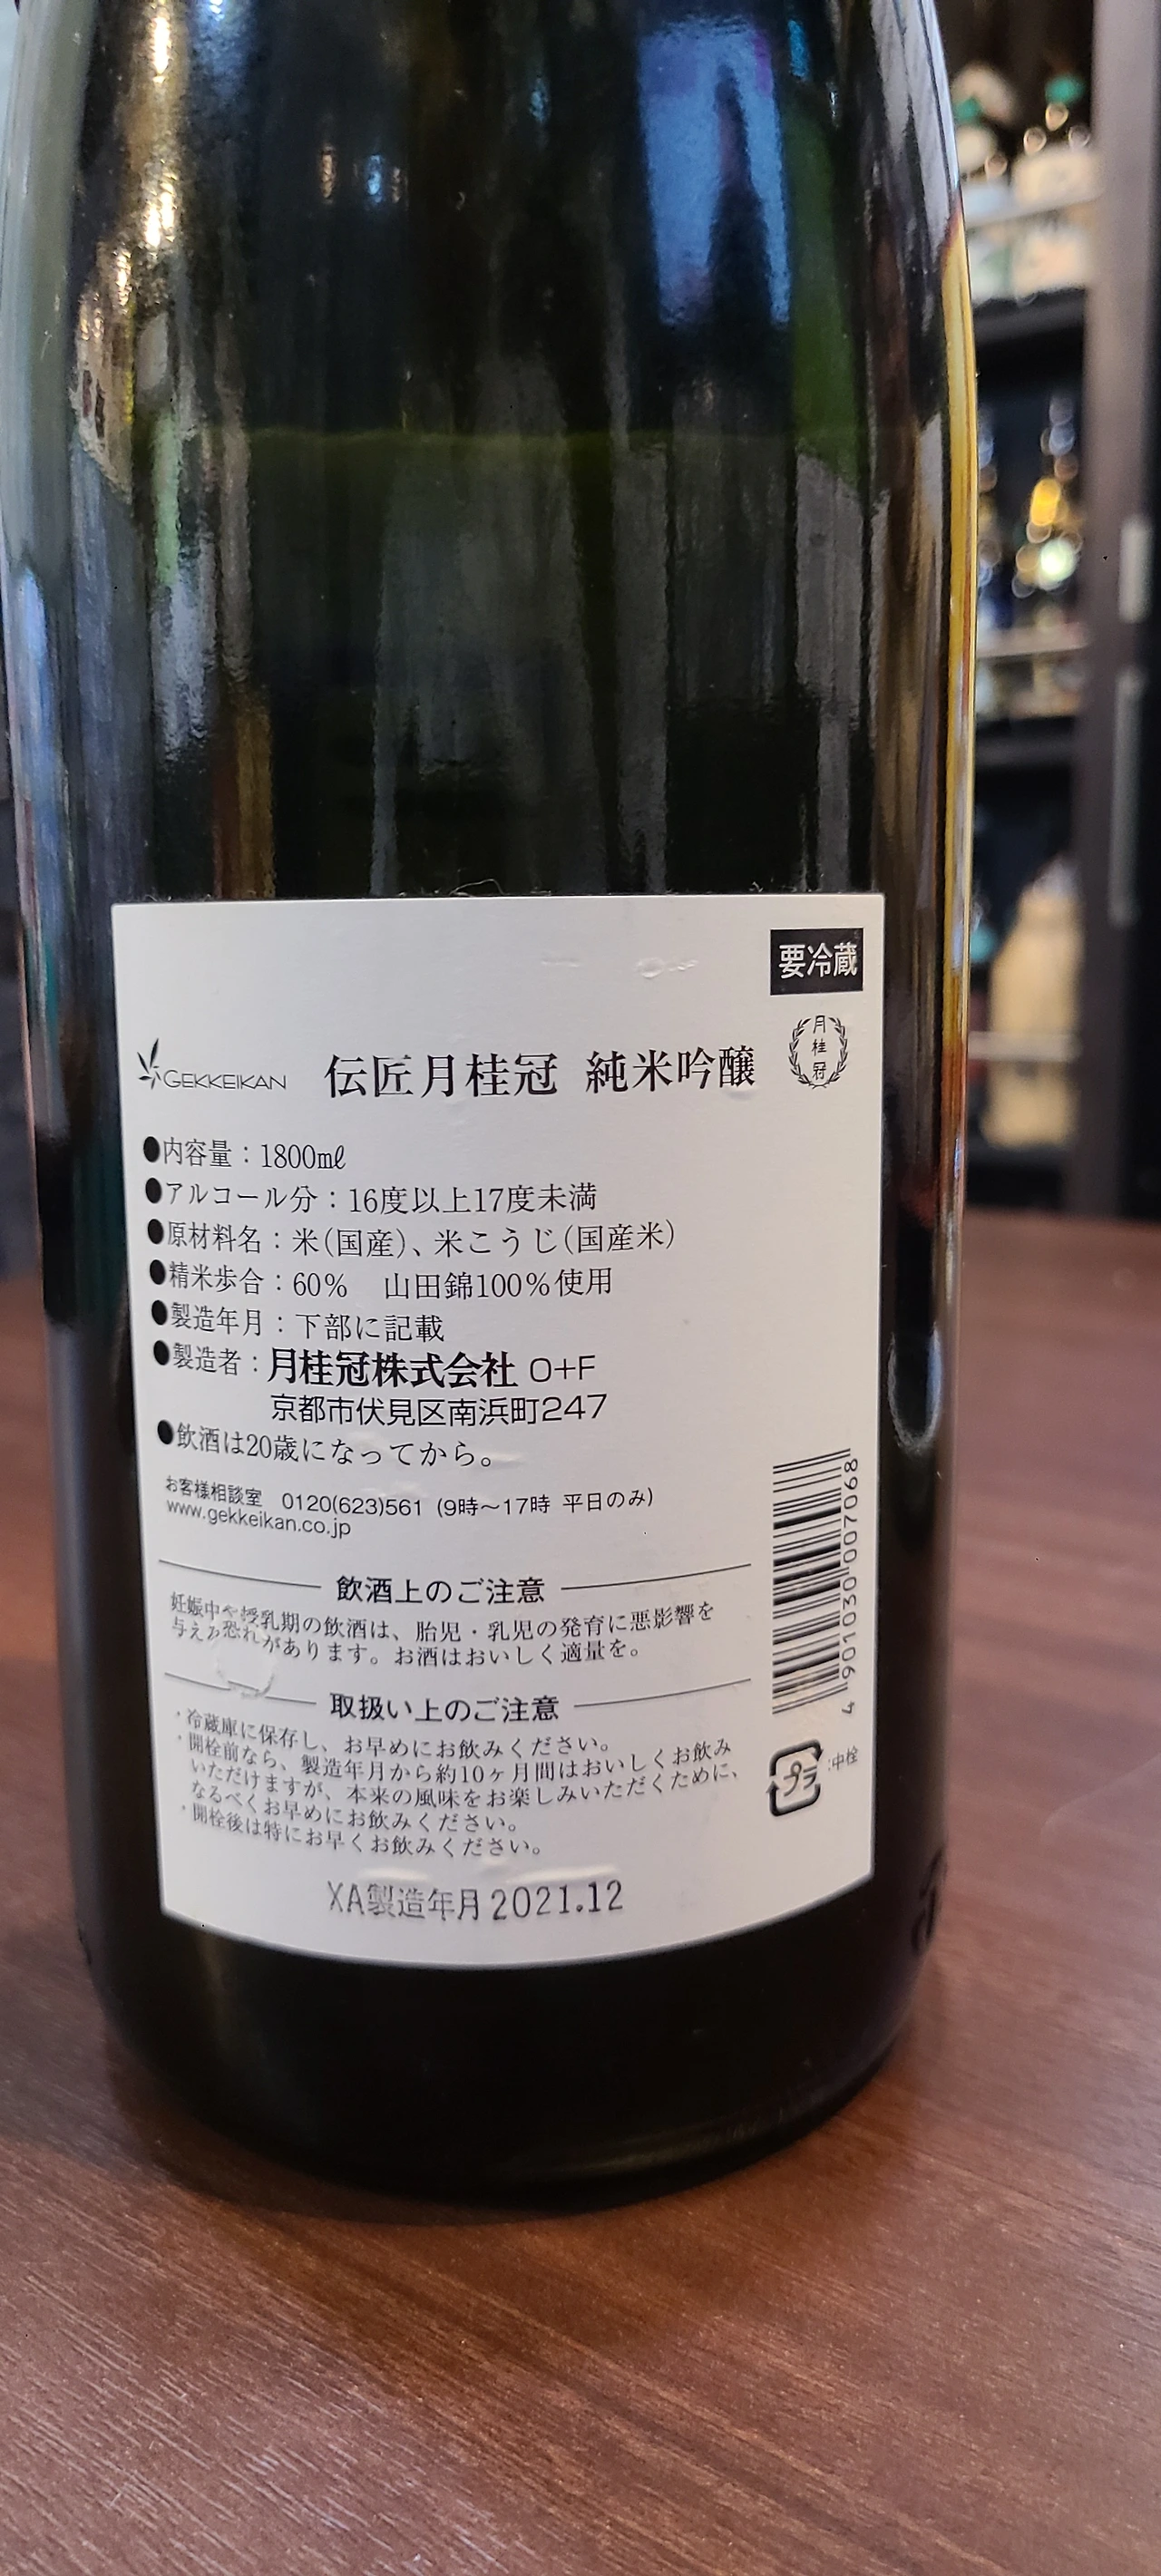 要冷蔵
GEKKEIKAN 伝匠月桂冠 純米吟醸
月桂冠
●内容量：1800mℓ
●アルコール分：16度以上17度未満
●原材料名：米(国産)、米こうじ(国産米)
●精米歩合：60% 山田錦100%使用
●製造年月：下部に記載
●製造者：月桂冠株式会社 O+F
京都市伏見区南浜町247
●飲酒は20歳になってから。
お客様相談室 0120(623)561 (9時〜17時 平日のみ)
www.gekkeikan.co.jp
飲酒上のご注意
妊娠中や授乳期の飲酒は、胎児・乳児の発育に悪影響を
与える恐れがあります。お酒はおいしく適量を。
取扱い上のご注意
・冷蔵庫に保存し、お早めにお飲みください。
・開栓前なら、製造年月から約10ヶ月間はおいしくお飲み
いただけますが、本来の風味をお楽しみいただくために、
なるべくお早めにお飲みください。
・開栓後は特にお早くお飲みください。
4 901030 007068
プラ :中栓
XA製造年月2021.12